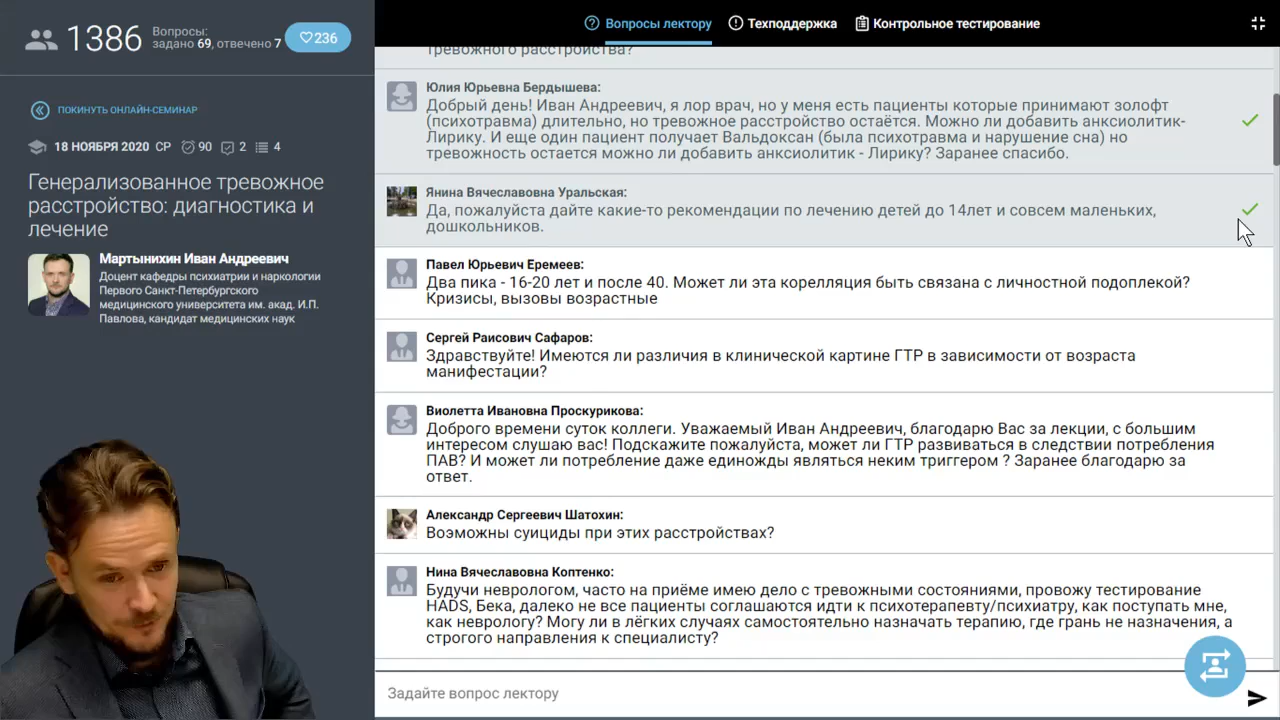 1386
Вопросы:
задано 69, отвечено 7
236
ПОКИНУТЬ ОНЛАЙН-СЕМИНАР
18 НОЯБРЯ 2020 СР 90 2 4
Генерализованное тревожное
расстройство: диагностика и
лечение
Мартынихин Иван Андреевич
Доцент кафедры психиатрии и наркологии
Первого Санкт-Петербургского
медицинского университета им. акад. И.П.
Павлова, кандидат медицинских наук
Вопросы лектору Техподдержка Контрольное тестирование
тревожного расстройства?
Юлия Юрьевна Бердышева:
Добрый день! Иван Андреевич, я лор врач, но у меня есть пациенты которые принимают золофт
(психотравма) длительно, но тревожное расстройство остаётся. Можно ли добавить анксиолитик-
Лирику. И еще один пациент получает Вальдоксан (была психотравма и нарушение сна) но
тревожность остается можно ли добавить анксиолитик - Лирику? Заранее спасибо.
Янина Вячеславовна Уральская:
Да, пожалуйста дайте какие-то рекомендации по лечению детей до 14лет и совсем маленьких,
дошкольников.
Павел Юрьевич Еремеев:
Два пика - 16-20 лет и после 40. Может ли эта корелляция быть связана с личностной подоплекой?
Кризисы, вызовы возрастные
Сергей Раисович Сафаров:
Здравствуйте! Имеются ли различия в клинической картине ГТР в зависимости от возраста
манифестации?
Виолетта Ивановна Проскурикова:
Доброго времени суток коллеги. Уважаемый Иван Андреевич, благодарю Вас за лекции, с большим
интересом слушаю вас! Подскажите пожалуйста, может ли ГТР развиваться в следствии потребления
ПАВ? И может ли потребление даже единожды являться неким триггером ? Заранее благодарю за
ответ.
Александр Сергеевич Шатохин:
Возможны суициды при этих расстройствах?
Нина Вячеславовна Коптенко:
Будучи неврологом, часто на приёме имею дело с тревожными состояниями, провожу тестирование
HADS, Бека, далеко не все пациенты соглашаются идти к психотерапевту/психиатру, как поступать мне,
как неврологу? Могу ли в лёгких случаях самостоятельно назначать терапию, где грань не назначения, а
строгого направления к специалисту?
Задайте вопрос лектору